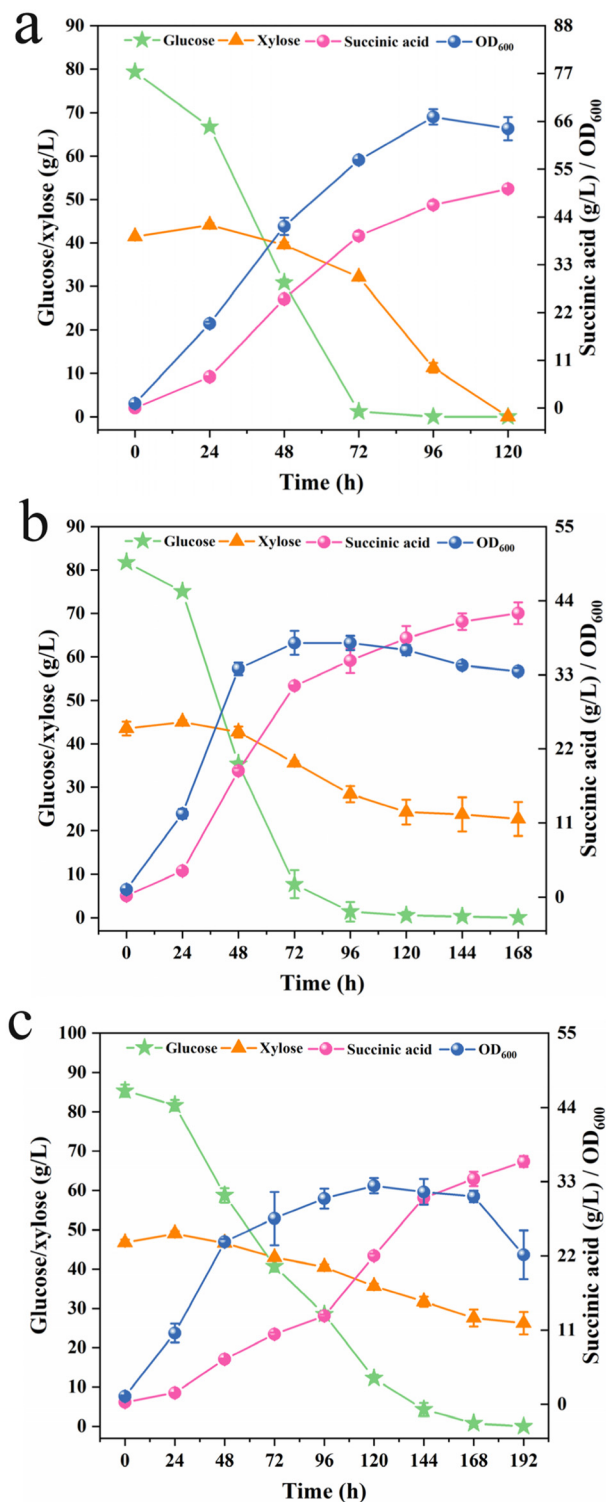 a
Glucose Xylose Succinic acid OD600
90
80
70
60
50
40
30
20
10
0
88
77
66
55
44
33
22
11
0
Glucose/xylose (g/L)
Succinic acid (g/L) / OD600
0 24 48 72 96 120
Time (h)
b
Glucose Xylose Succinic acid OD600
90
80
70
60
50
40
30
20
10
0
55
44
33
22
11
0
Glucose/xylose (g/L)
Succinic acid (g/L) / OD600
0 24 48 72 96 120 144 168
Time (h)
c
Glucose Xylose Succinic acid OD600
100
90
80
70
60
50
40
30
20
10
0
55
44
33
22
11
0
Glucose/xylose (g/L)
Succinic acid (g/L) / OD600
0 24 48 72 96 120 144 168 192
Time (h)